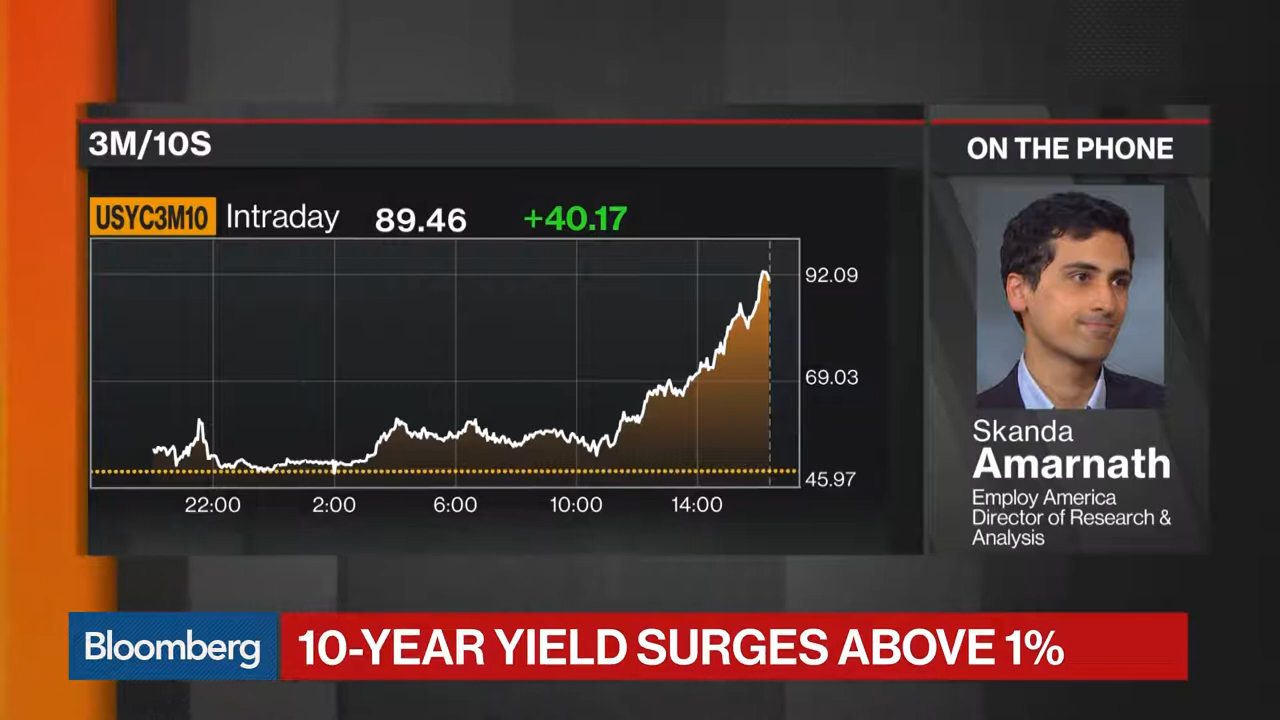 3M/10S
USYC3M10 Intraday 89.46 +40.17
92.09
69.03
45.97
22:00 2:00 6:00 10:00 14:00
ON THE PHONE
Skanda
Amarnath
Employ America
Director of Research &
Analysis
Bloomberg
10-YEAR YIELD SURGES ABOVE 1%